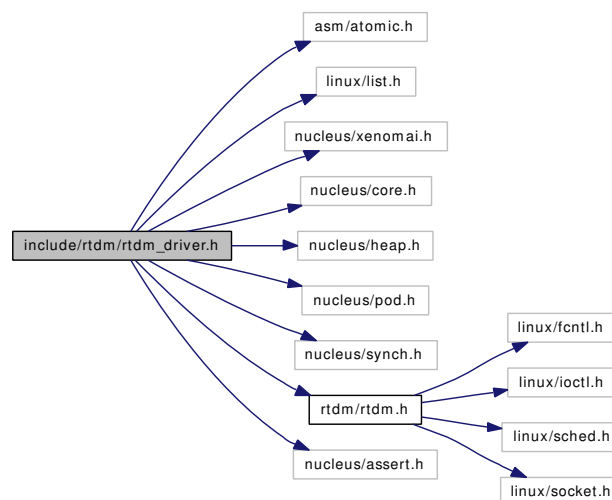 asm/atomic.h
linux/list.h
nucleus/xenomai.h
nucleus/core.h
include/rtdm/rtdm_driver.h
nucleus/heap.h
nucleus/pod.h
linux/fcntl.h
nucleus/synch.h
linux/ioctl.h
rtdm/rtdm.h
linux/sched.h
nucleus/assert.h
linux/socket.h